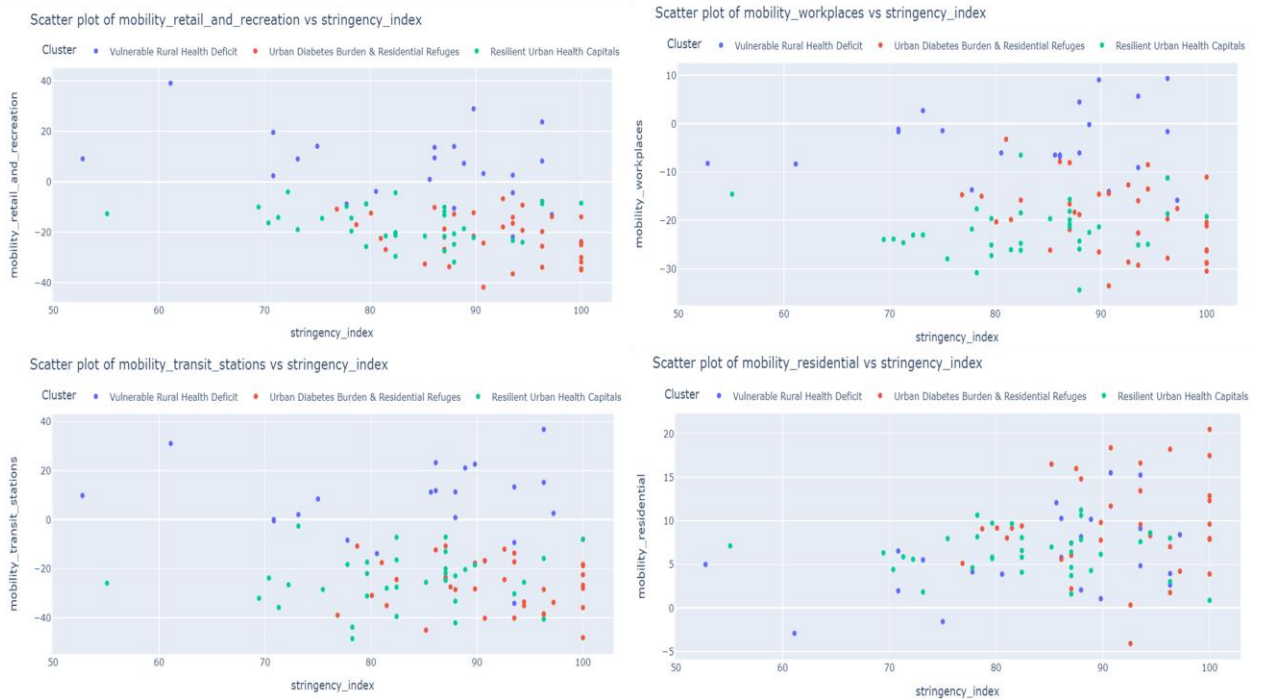 Scatter plot of mobility_retail_and_recreation vs stringency_index
Cluster Vulnerable Rural Health Deficit Urban Diabetes Burden & Residential Refuges Resilient Urban Health Capitals
40
20
0
−20
−40
mobility_retail_and_recreation
50 60 70 80 90 100
stringency_index
Scatter plot of mobility_workplaces vs stringency_index
Cluster Vulnerable Rural Health Deficit Urban Diabetes Burden & Residential Refuges Resilient Urban Health Capitals
10
0
−10
−20
−30
mobility_workplaces
50 60 70 80 90 100
stringency_index
Scatter plot of mobility_transit_stations vs stringency_index
Cluster Vulnerable Rural Health Deficit Urban Diabetes Burden & Residential Refuges Resilient Urban Health Capitals
40
20
0
−20
−40
mobility_transit_stations
50 60 70 80 90 100
stringency_index
Scatter plot of mobility_residential vs stringency_index
Cluster Vulnerable Rural Health Deficit Urban Diabetes Burden & Residential Refuges Resilient Urban Health Capitals
20
15
10
5
0
−5
mobility_residential
50 60 70 80 90 100
stringency_index